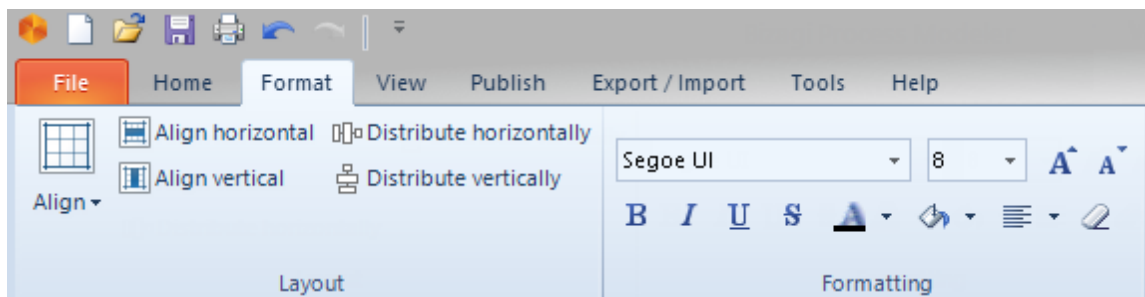 File Home Format View Publish Export / Import Tools Help
Align horizontal Distribute horizontally
Segoe UI 8 A A
Align vertical Distribute vertically
Align
B I U S A
Layout Formatting